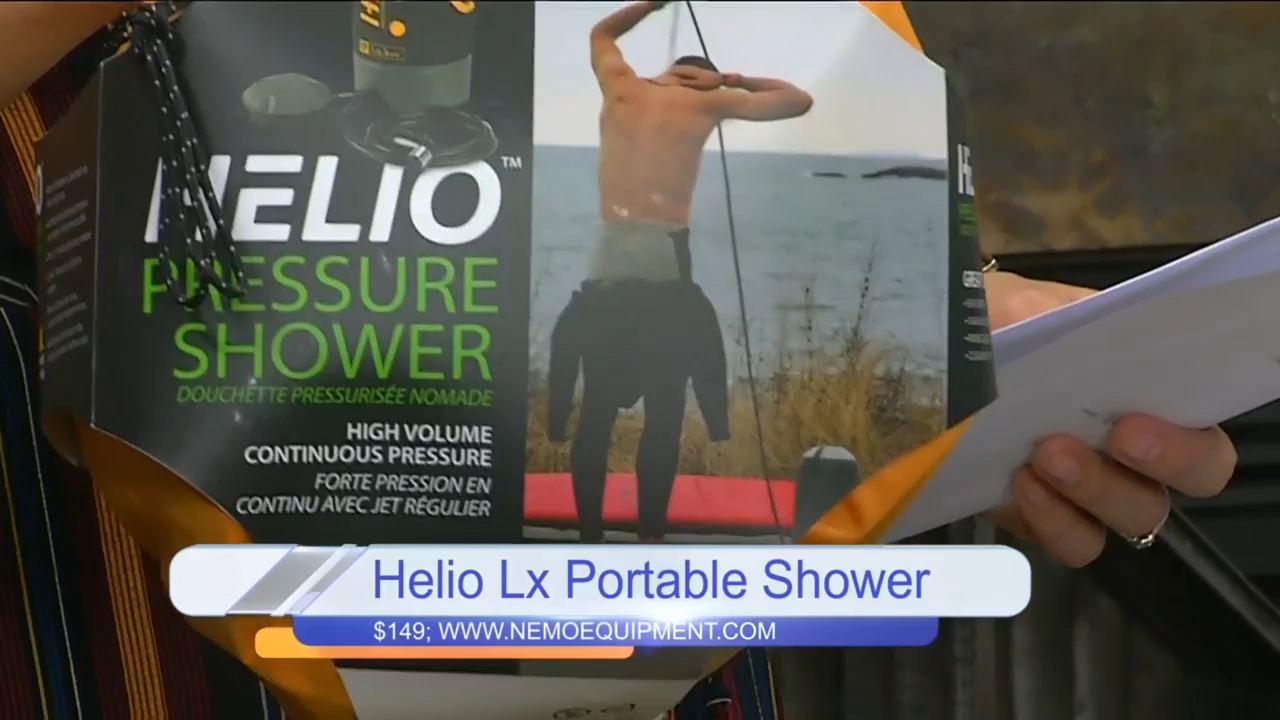 HELIO™
PRESSURE
SHOWER
DOUCHETTE PRESSURISÉE NOMADE
HIGH VOLUME
CONTINUOUS PRESSURE
FORTE PRESSION EN
CONTINU AVEC JET RÉGULIER
Helio Lx Portable Shower
$149; WWW.NEMOEQUIPMENT.COM